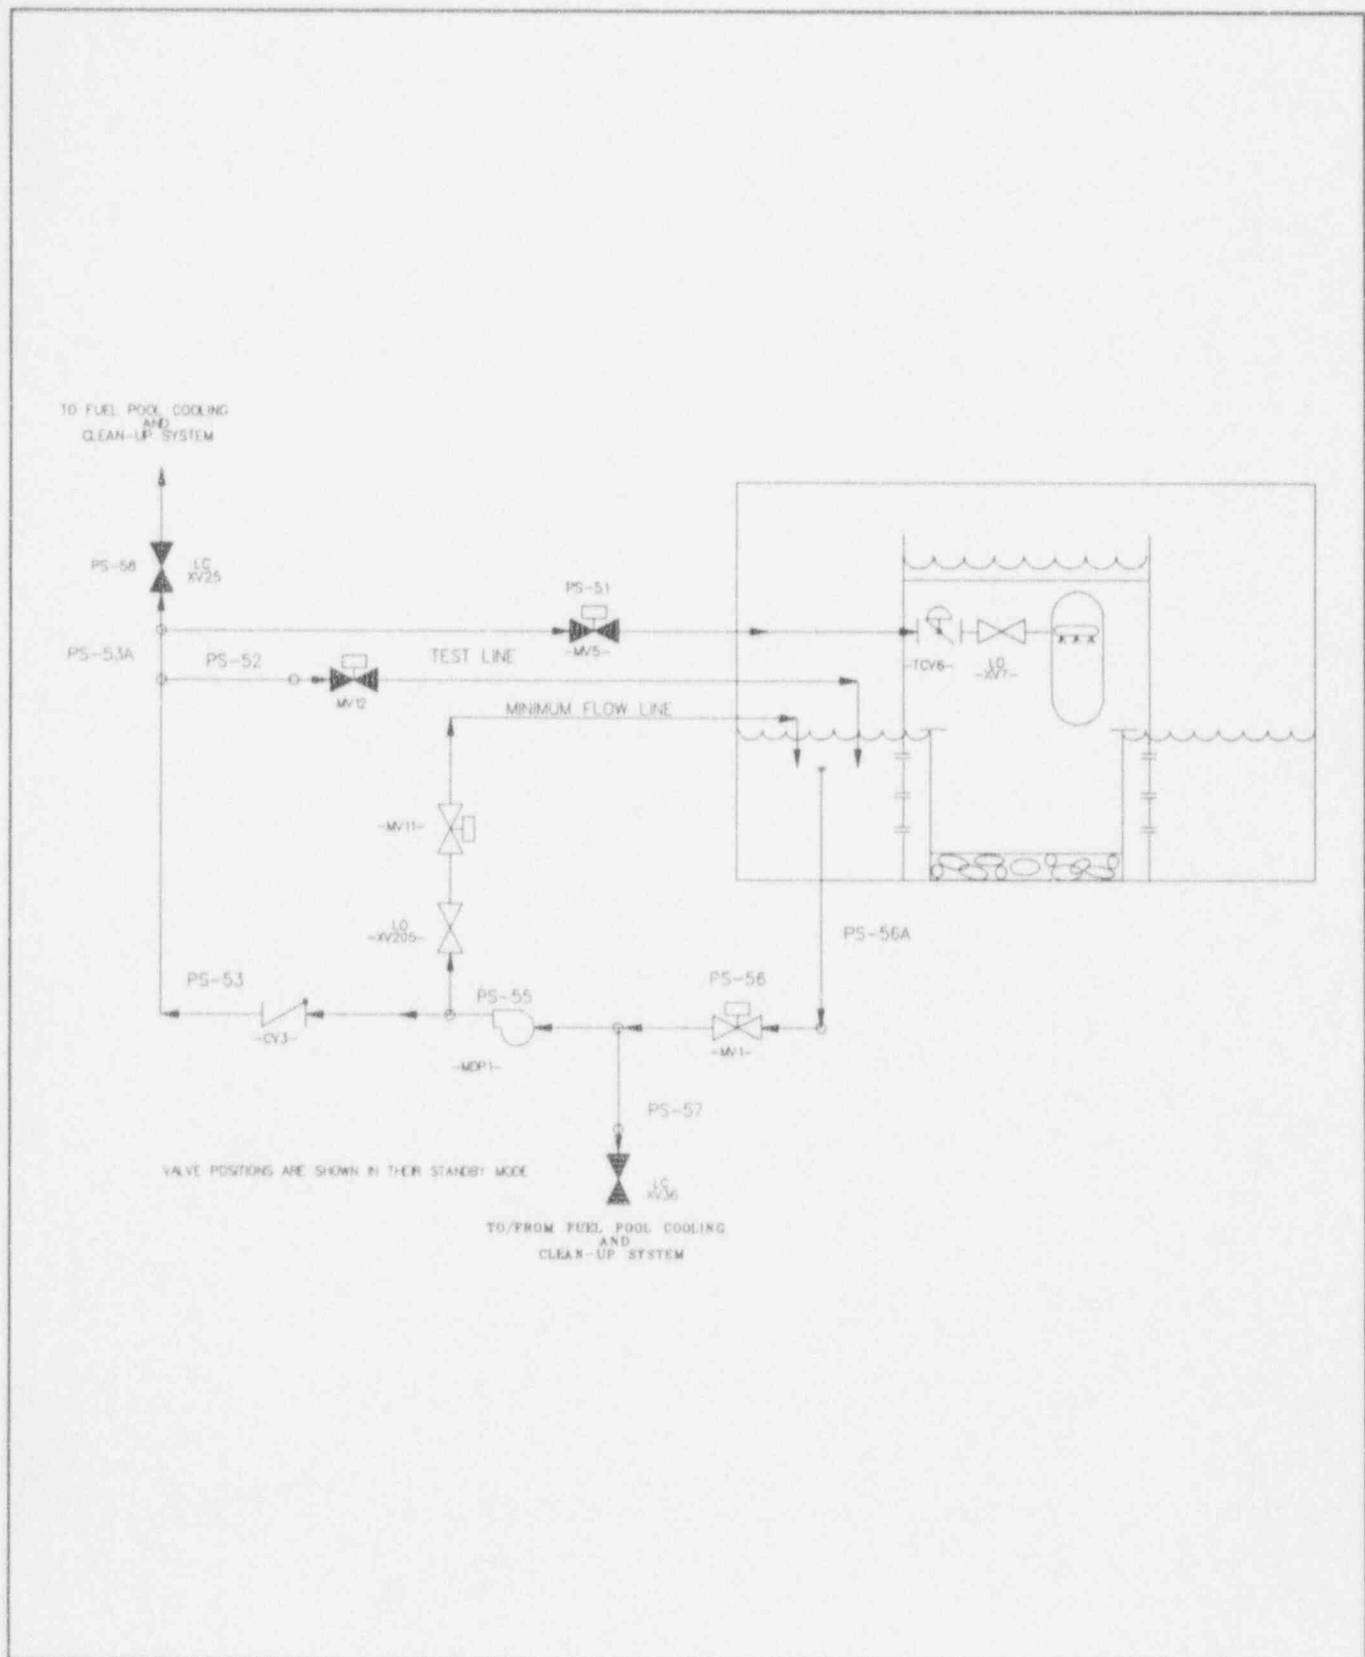 TO FUEL POOL COOLING
AND
CLEAN-UP SYSTEM
PS-58
LC
XV25
PS-51
-MV5-
PS-53A
PS-52
TEST LINE
MV12
-TCV6-
LO
-XV7-
MINIMUM FLOW LINE
-MV11-
LO
-XV205-
PS-56A
PS-53
PS-55
PS-56
-CV3-
-MDP1-
-MV1-
PS-57
VALVE POSITIONS ARE SHOWN IN THEIR STANDBY MODE
LC
XV36
TO/FROM FUEL POOL COOLING
AND
CLEAN-UP SYSTEM